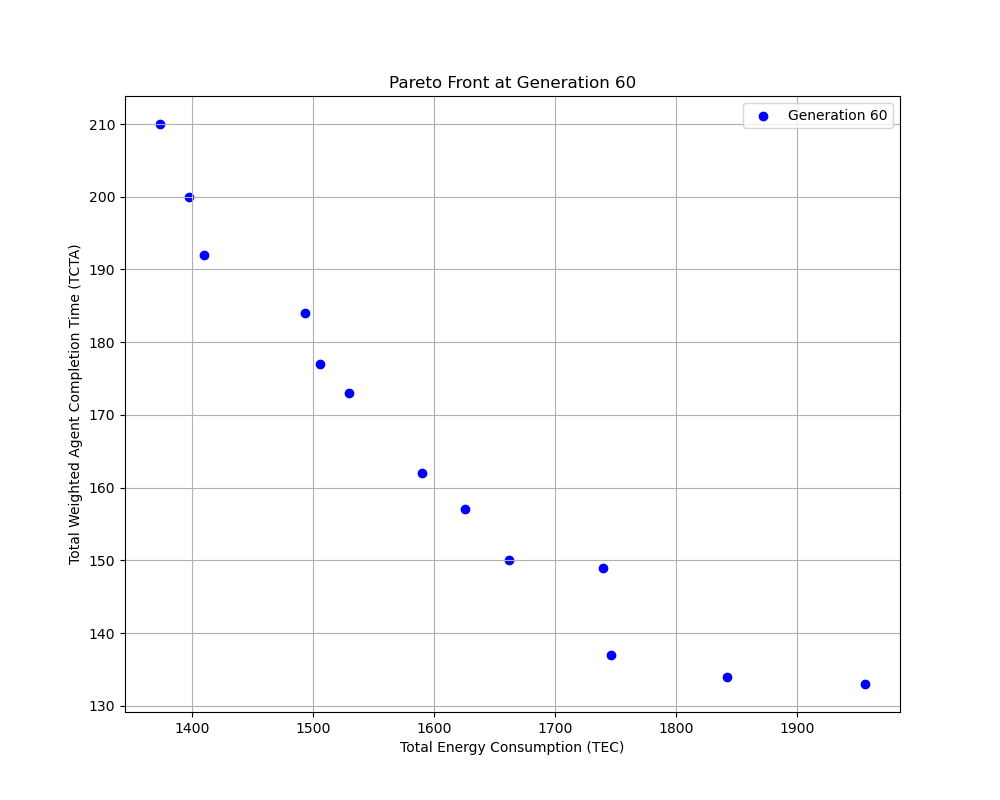 Pareto Front at Generation 60
Generation 60
210
200
190
180
170
160
150
140
130
Total Weighted Agent Completion Time (TCTA)
1400 1500 1600 1700 1800 1900
Total Energy Consumption (TEC)